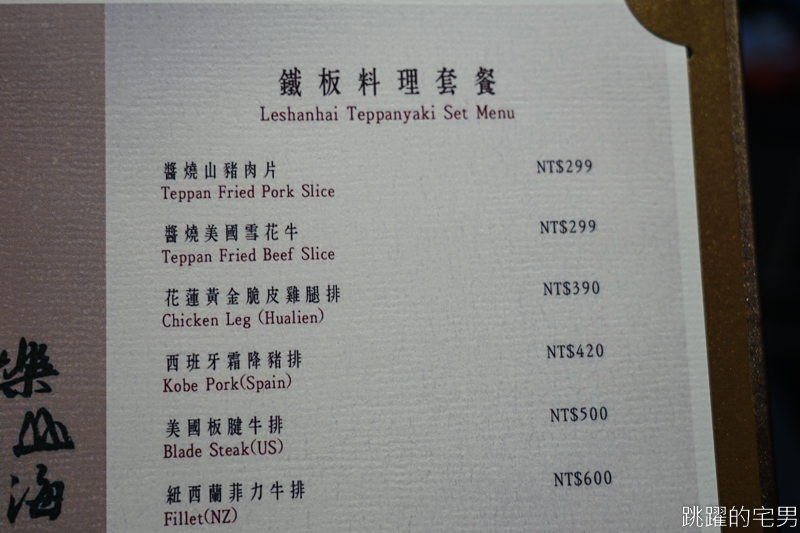 鐵板料理套餐
Leshanhai Teppanyaki Set Menu
醬燒山豬肉片 NT$299
Teppan Fried Pork Slice
醬燒美國雪花牛 NT$299
Teppan Fried Beef Slice
花蓮黃金脆皮雞腿排 NT$390
Chicken Leg (Hualien)
西班牙霜降豬排 NT$420
Kobe Pork(Spain)
美國板腱牛排 NT$500
Blade Steak(US)
紐西蘭菲力牛排 NT$600
Fillet(NZ)
樂山海
跳躍的宅男